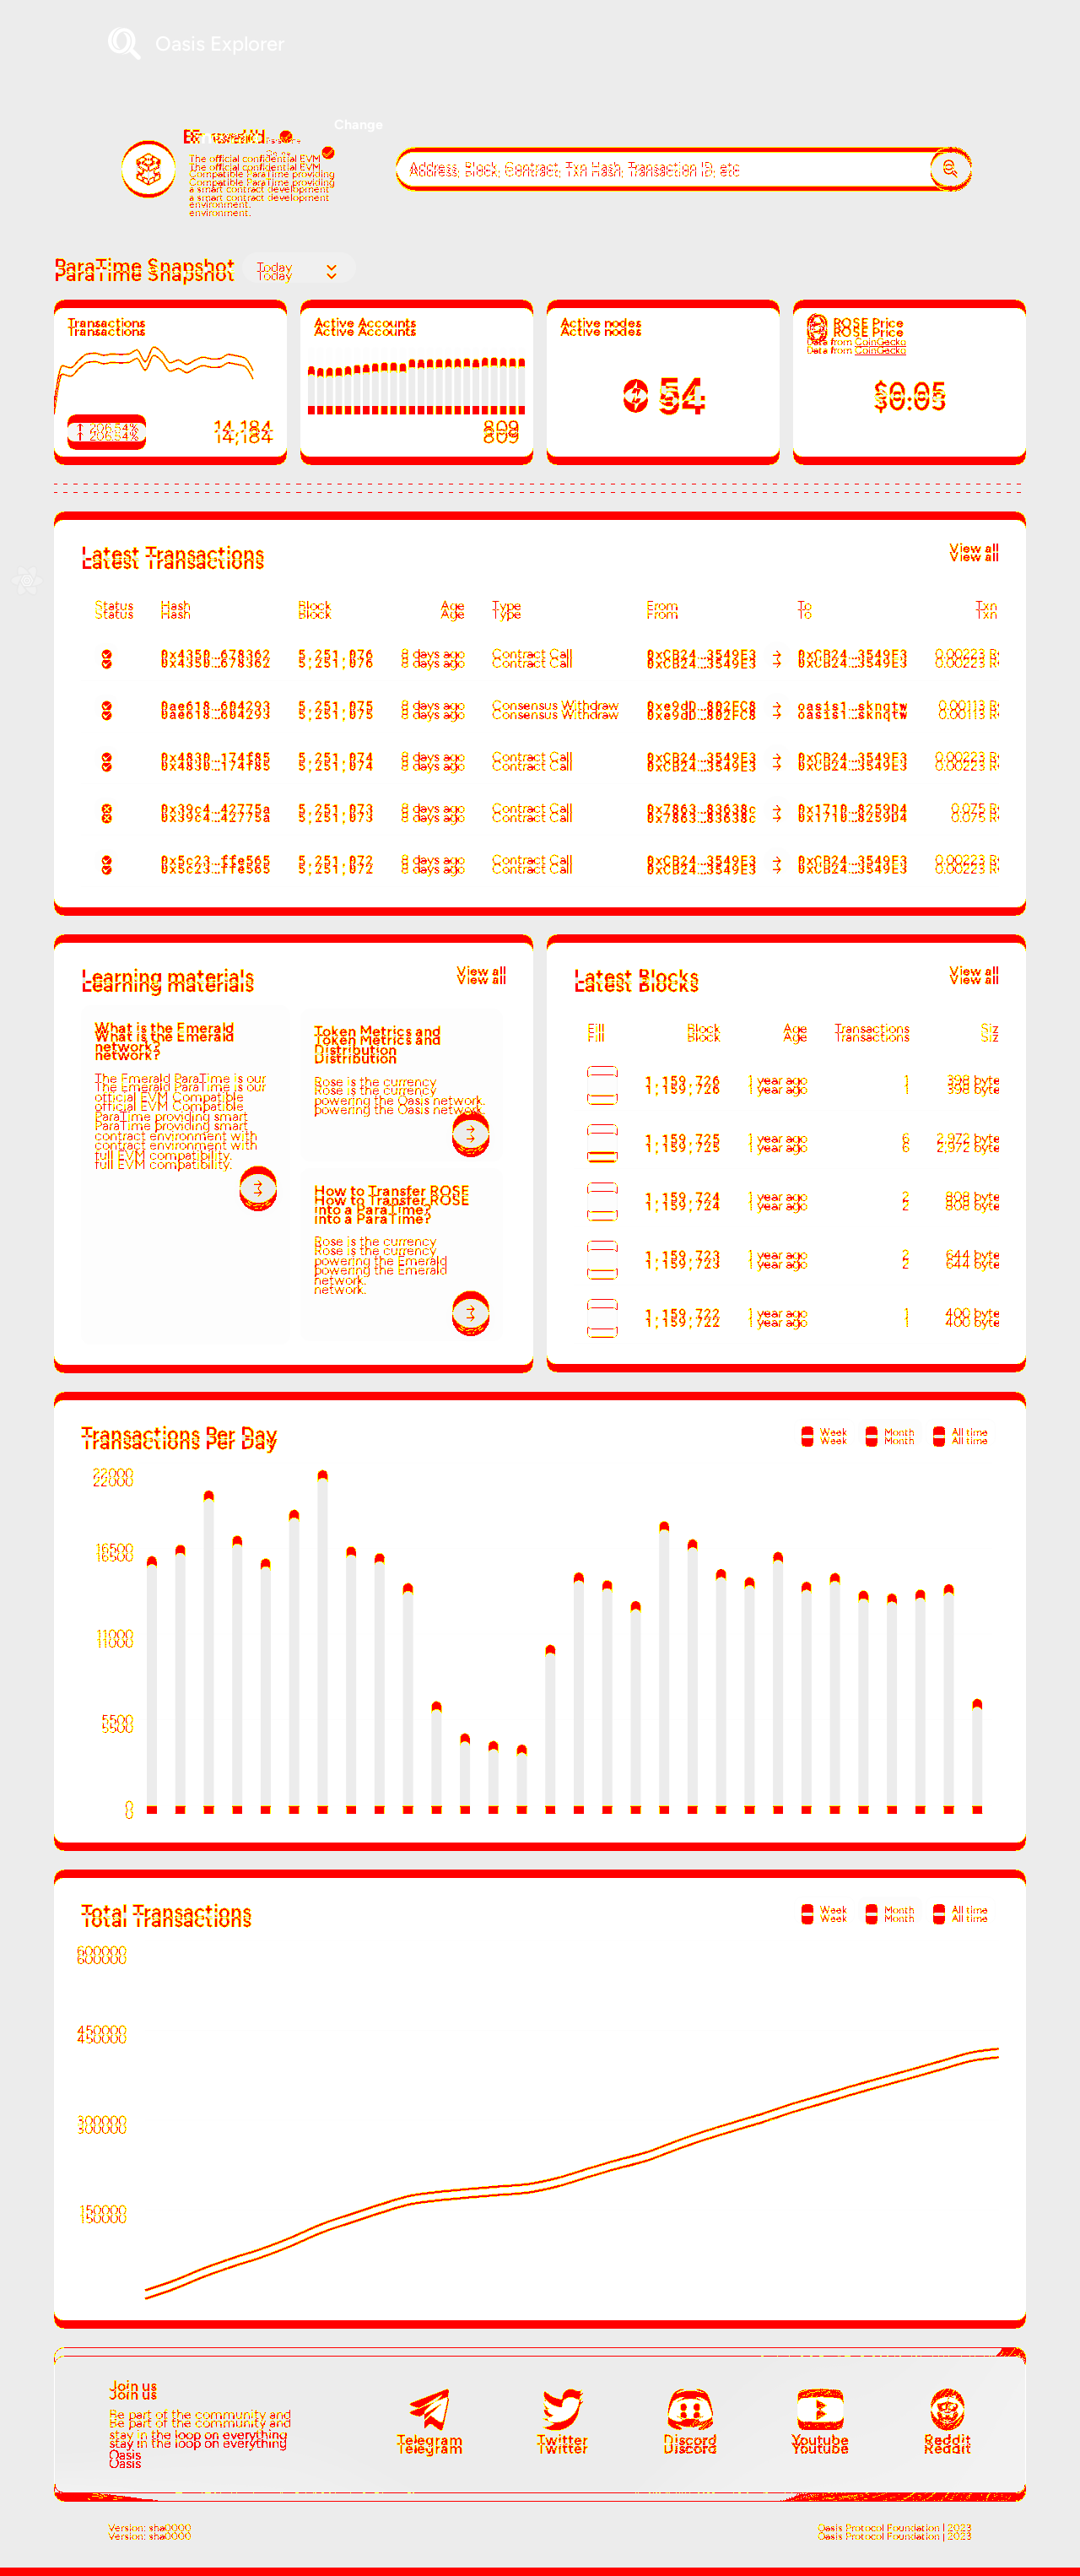 Oasis Explorer
Change
The official confidential EVM
Compatible ParaTime providing
a smart contract development
environment.
Address, Block, Contract, Txn Hash, Transaction ID, etc
ParaTime Snapshot
Today
Transactions
↑ 206.54%
14,184
Active Accounts
809
Active nodes
54
ROSE Price
Data from CoinGecko
$0.05
Latest Transactions
View all
Status Hash Block Age Type From To Txn
0x4350...678362 5,251,076 8 days ago Contract Call 0xCB24...3549E3 → 0xCB24...3549E3 0.00223 R
0ae618...604293 5,251,075 8 days ago Consensus Withdraw 0xe9dD...802FC8 → oasis1...sknqtw 0.00113 R
0x4830...174f85 5,251,074 8 days ago Contract Call 0xCB24...3549E3 → 0xCB24...3549E3 0.00223 R
0x39c4...42775a 5,251,073 8 days ago Contract Call 0x7863...83638c → 0x1710...8259D4 0.075 R
0x5c23...ffe565 5,251,072 8 days ago Contract Call 0xCB24...3549E3 → 0xCB24...3549E3 0.00223 R
Learning materials
View all
What is the Emerald
network?
The Emerald ParaTime is our
official EVM Compatible
ParaTime providing smart
contract environment with
full EVM compatibility.
Token Metrics and
Distribution
Rose is the currency
powering the Oasis network.
How to Transfer ROSE
into a ParaTime?
Rose is the currency
powering the Emerald
network.
Latest Blocks
View all
Fill Block Age Transactions Siz
1,159,726 1 year ago 1 398 byte
1,159,725 1 year ago 6 2,972 byte
1,159,724 1 year ago 2 808 byte
1,159,723 1 year ago 2 644 byte
1,159,722 1 year ago 1 400 byte
Transactions Per Day
Week Month All time
22000
16500
11000
5500
0
Total Transactions
Week Month All time
600000
450000
300000
150000
Join us
Be part of the community and
stay in the loop on everything
Oasis
Telegram
Twitter
Discord
Youtube
Reddit
Version: sha0000
Oasis Protocol Foundation | 2023